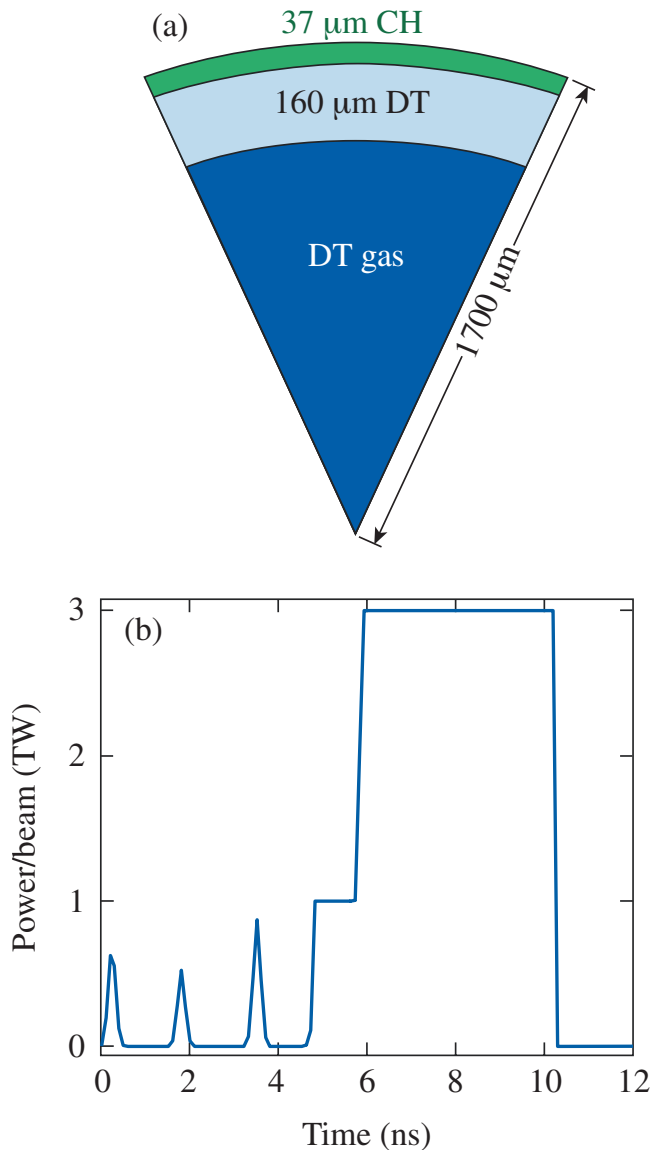 (a)
37 μm CH
160 μm DT
DT gas
1700 μm
(b)
Power/beam (TW)
3
2
1
0
0 2 4 6 8 10 12
Time (ns)